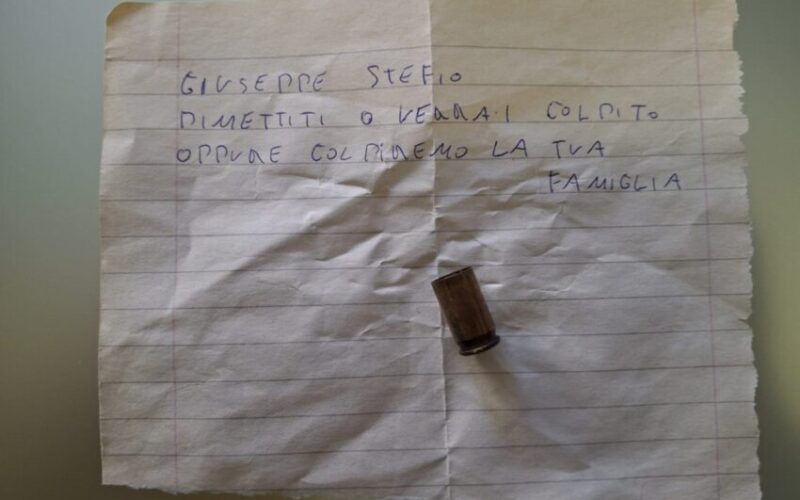 GIUSEPPE STEFIO
DIMETTITI O VERRAI COLPITO
OPPURE COLPIREMO LA TUA
FAMIGLIA